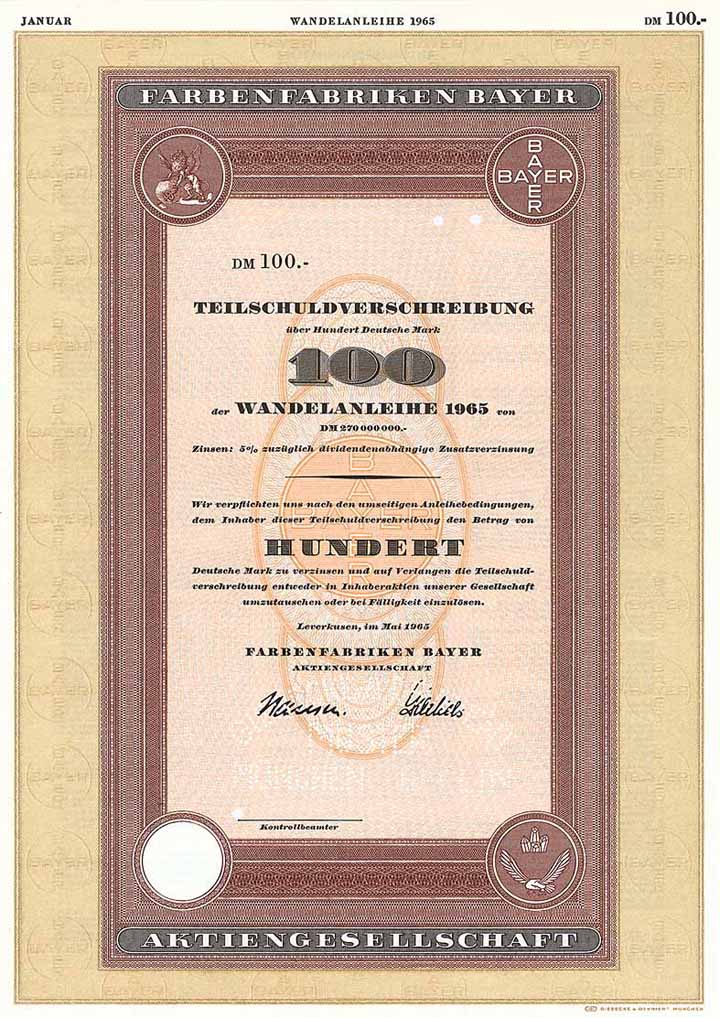 JANUAR WANDELANLEIHE 1965 DM 100.-
FARBENFABRIKEN BAYER
BAYER
BAYER
DM 100.-
TEILSCHULDVERSCHREIBUNG
über Hundert Deutsche Mark
100
der WANDELANLEIHE 1965 von
DM 270 000 000.-
Zinsen: 5% zuzüglich dividendenabhängige Zusatzverzinsung
Wir verpflichten uns nach den umseitigen Anleihebedingungen,
dem Inhaber dieser Teilschuldverschreibung den Betrag von
HUNDERT
Deutsche Mark zu verzinsen und auf Verlangen die Teilschuld-
verschreibung entweder in Inhaberaktien unserer Gesellschaft
umzutauschen oder bei Fälligkeit einzulösen.
Leverkusen, im Mai 1965
FARBENFABRIKEN BAYER
AKTIENGESELLSCHAFT
Kontrollbeamter
AKTIENGESELLSCHAFT
GIESECKE & DEVRIENT MÜNCHEN